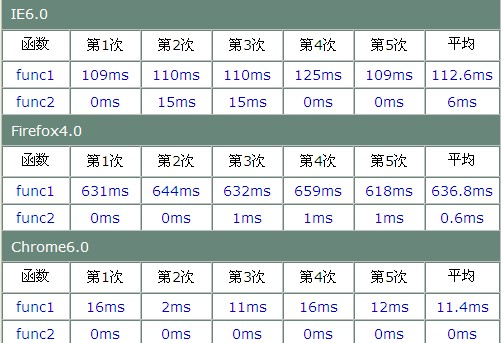 IE6.0
函数 第1次 第2次 第3次 第4次 第5次 平均
func1 109ms 110ms 110ms 125ms 109ms 112.6ms
func2 0ms 15ms 15ms 0ms 0ms 6ms
Firefox4.0
函数 第1次 第2次 第3次 第4次 第5次 平均
func1 631ms 644ms 632ms 659ms 618ms 636.8ms
func2 0ms 0ms 1ms 1ms 1ms 0.6ms
Chrome6.0
函数 第1次 第2次 第3次 第4次 第5次 平均
func1 16ms 2ms 11ms 16ms 12ms 11.4ms
func2 0ms 0ms 0ms 0ms 0ms 0ms